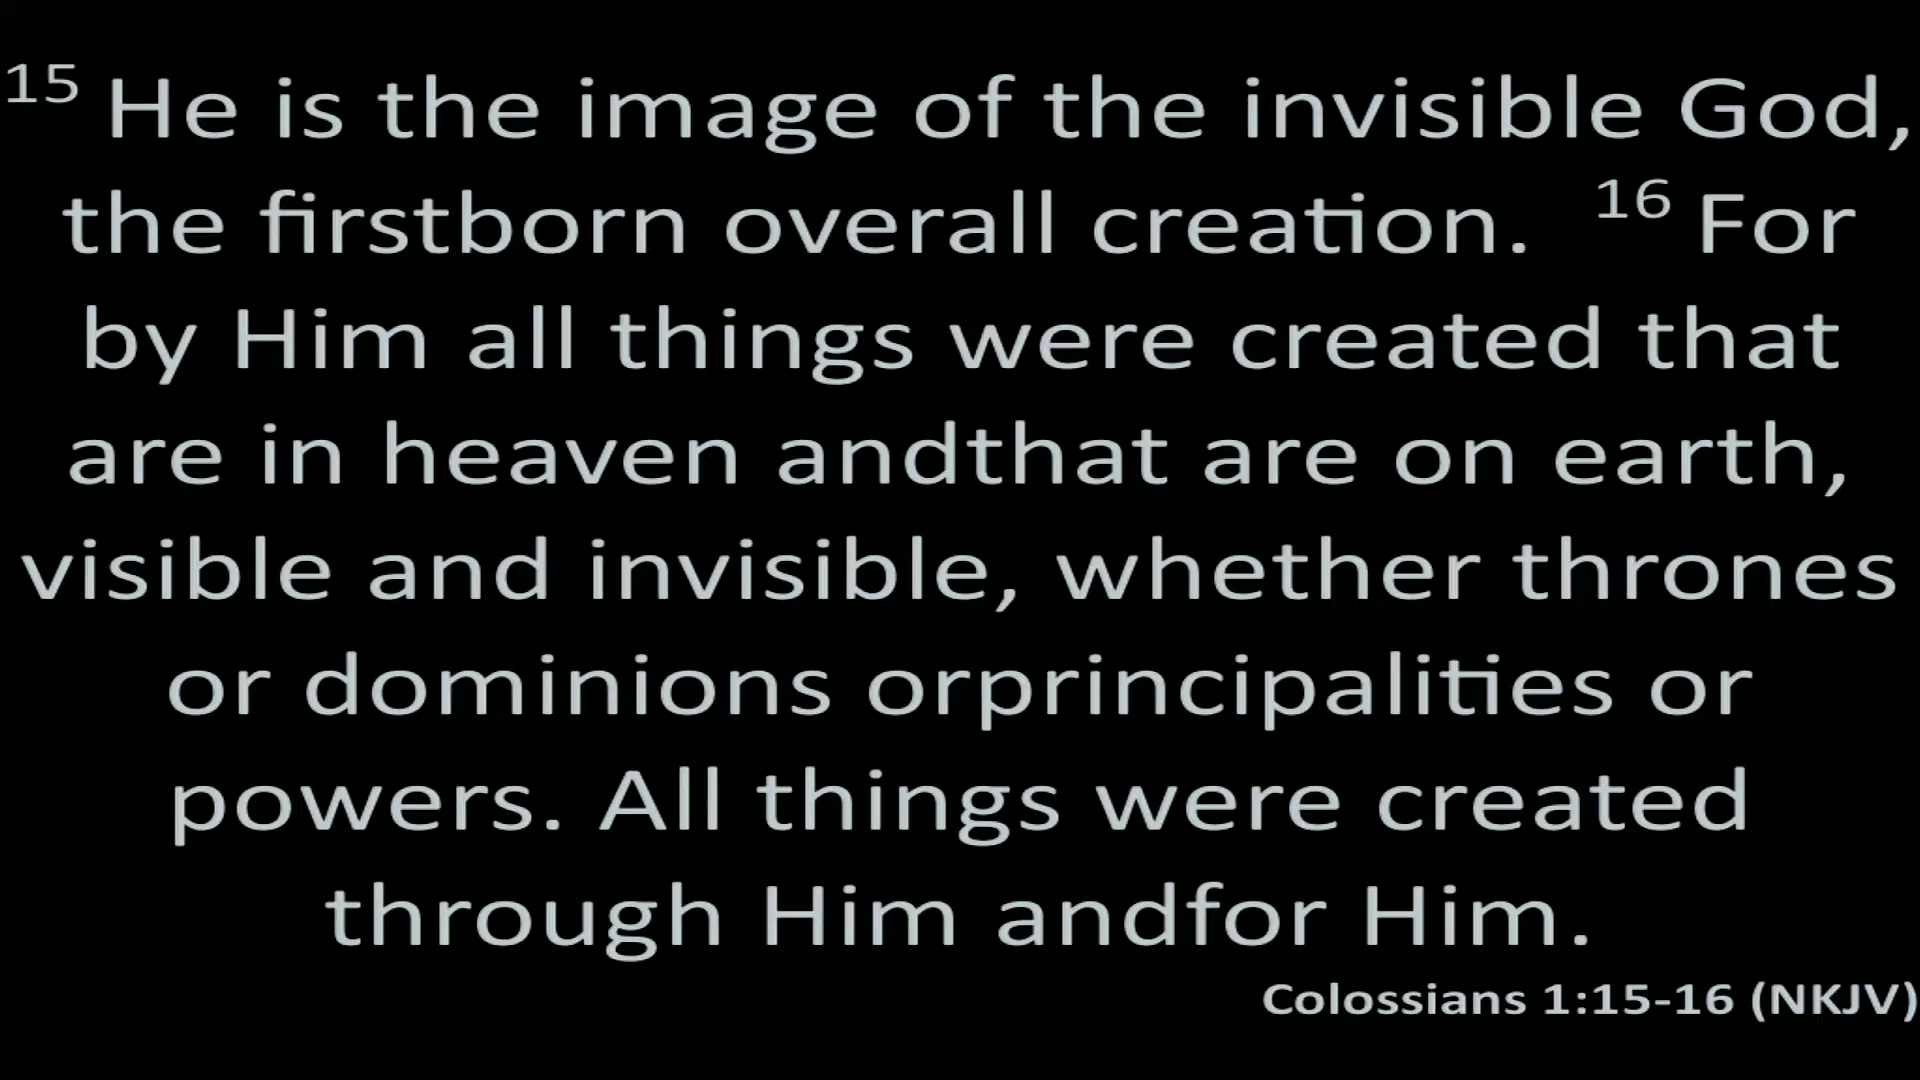 15 He is the image of the invisible God,
the firstborn overall creation. 16 For
by Him all things were created that
are in heaven andthat are on earth,
visible and invisible, whether thrones
or dominions orprincipalities or
powers. All things were created
through Him andfor Him.
Colossians 1:15-16 (NKJV)